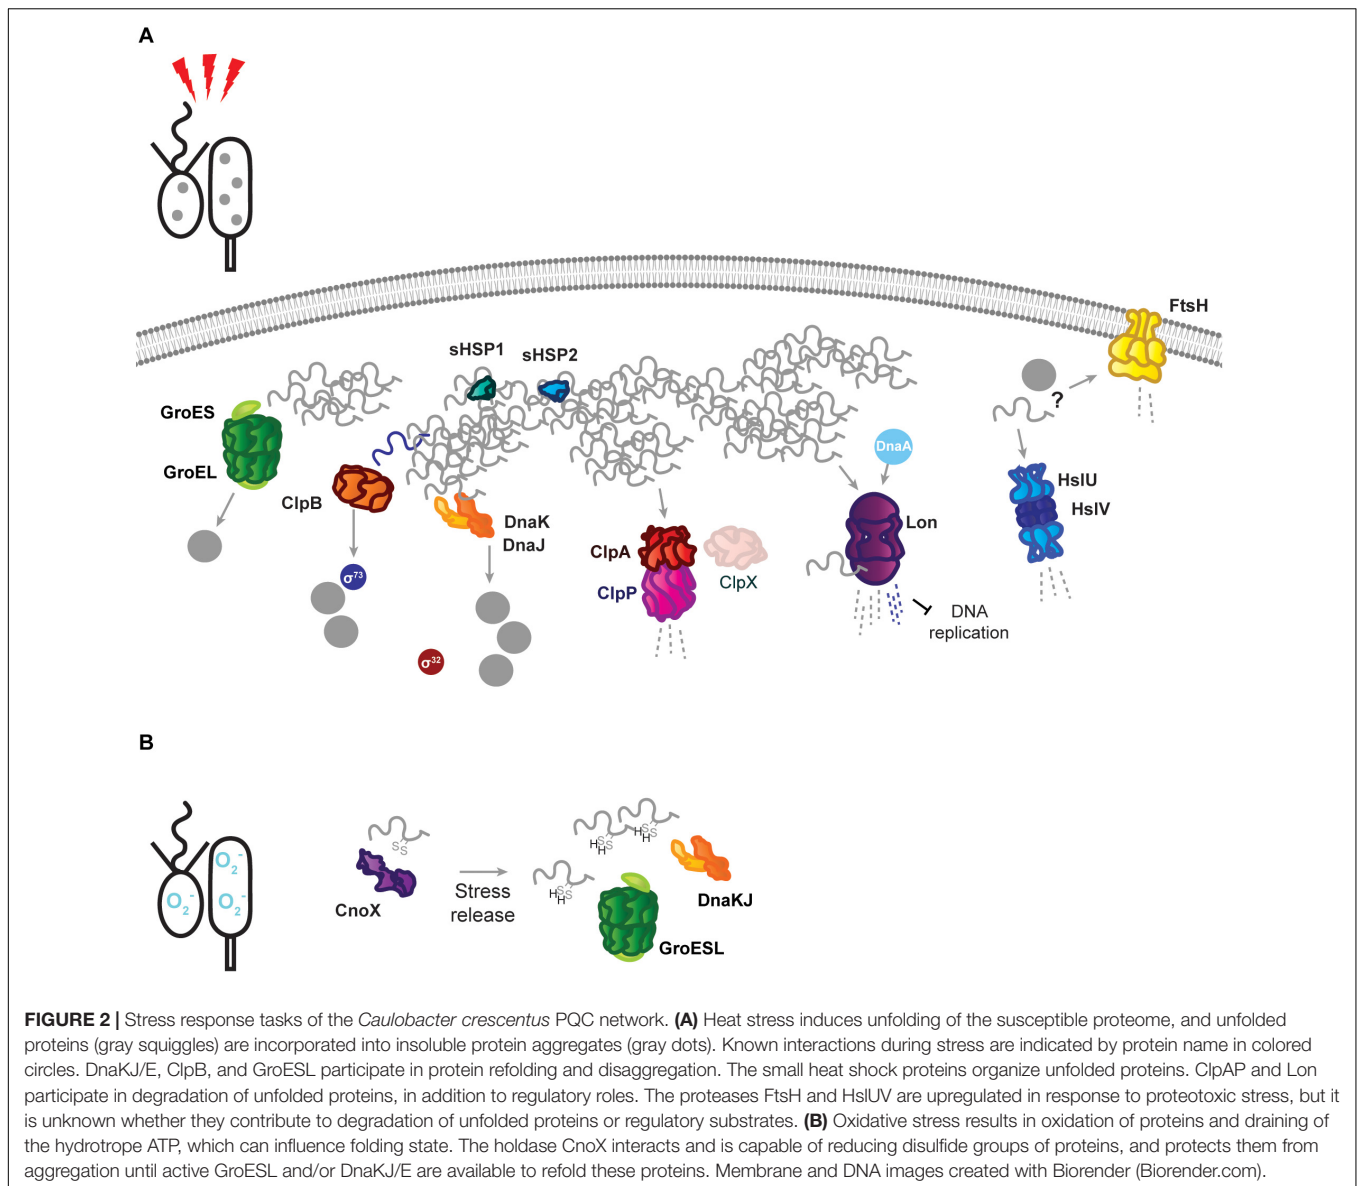 A
FtsH
sHSP1
sHSP2
GroES
GroEL
ClpB
DnaK
DnaJ
σ73
σ32
ClpA
ClpP
ClpX
DnaA
Lon
DNA
replication
?
HslU
HslV
B
O2-
O2-
O2-
SS
CnoX
Stress
release
HH
SS
HH
SS
HH
SS
DnaKJ
GroESL
FIGURE 2 | Stress response tasks of the Caulobacter crescentus PQC network. (A) Heat stress induces unfolding of the susceptible proteome, and unfolded
proteins (gray squiggles) are incorporated into insoluble protein aggregates (gray dots). Known interactions during stress are indicated by protein name in colored
circles. DnaKJ/E, ClpB, and GroESL participate in protein refolding and disaggregation. The small heat shock proteins organize unfolded proteins. ClpAP and Lon
participate in degradation of unfolded proteins, in addition to regulatory roles. The proteases FtsH and HslUV are upregulated in response to proteotoxic stress, but it
is unknown whether they contribute to degradation of unfolded proteins or regulatory substrates. (B) Oxidative stress results in oxidation of proteins and draining of
the hydrotrope ATP, which can influence folding state. The holdase CnoX interacts and is capable of reducing disulfide groups of proteins, and protects them from
aggregation until active GroESL and/or DnaKJ/E are available to refold these proteins. Membrane and DNA images created with Biorender (Biorender.com).